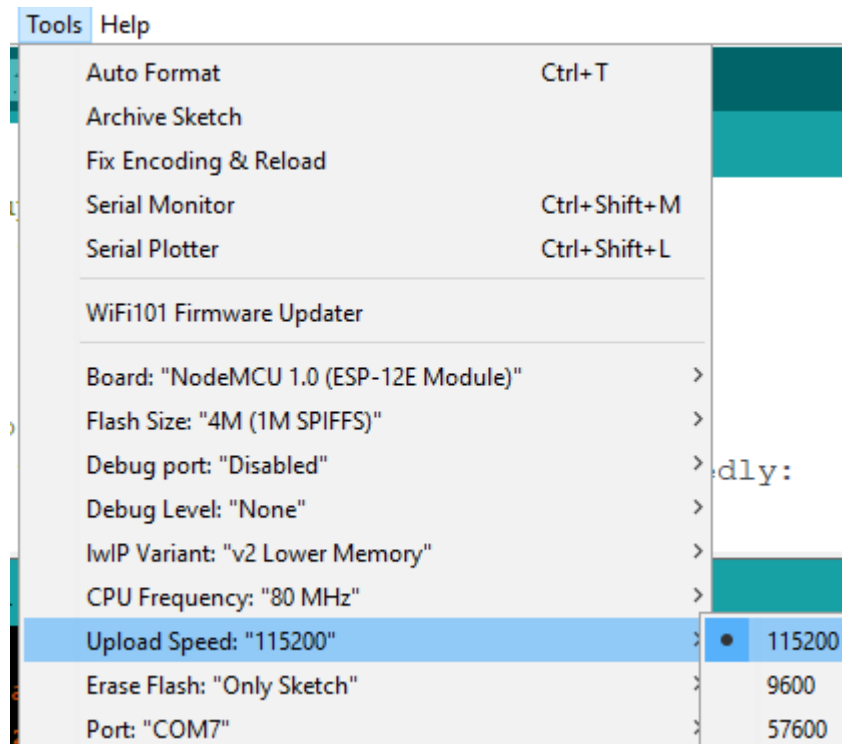 Tools Help
Auto Format Ctrl+T
Archive Sketch
Fix Encoding & Reload
Serial Monitor Ctrl+Shift+M
Serial Plotter Ctrl+Shift+L
WiFi101 Firmware Updater
Board: "NodeMCU 1.0 (ESP-12E Module)"
Flash Size: "4M (1M SPIFFS)"
Debug port: "Disabled"
dly:
Debug Level: "None"
lwIP Variant: "v2 Lower Memory"
CPU Frequency: "80 MHz"
Upload Speed: "115200" 115200
Erase Flash: "Only Sketch" 9600
Port: "COM7" 57600